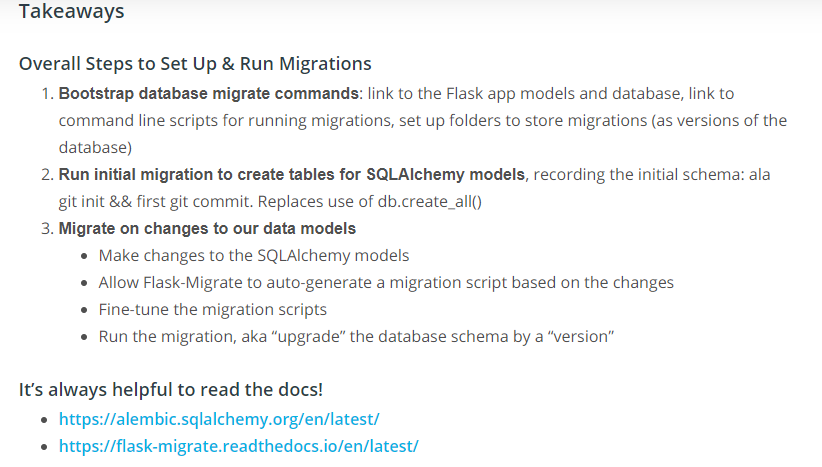 Takeaways
Overall Steps to Set Up & Run Migrations
1. Bootstrap database migrate commands: link to the Flask app models and database, link to
command line scripts for running migrations, set up folders to store migrations (as versions of the
database)
2. Run initial migration to create tables for SQLAlchemy models, recording the initial schema: ala
git init && first git commit. Replaces use of db.create_all()
3. Migrate on changes to our data models
• Make changes to the SQLAlchemy models
• Allow Flask-Migrate to auto-generate a migration script based on the changes
• Fine-tune the migration scripts
• Run the migration, aka “upgrade” the database schema by a “version”
It’s always helpful to read the docs!
• https://alembic.sqlalchemy.org/en/latest/
• https://flask-migrate.readthedocs.io/en/latest/